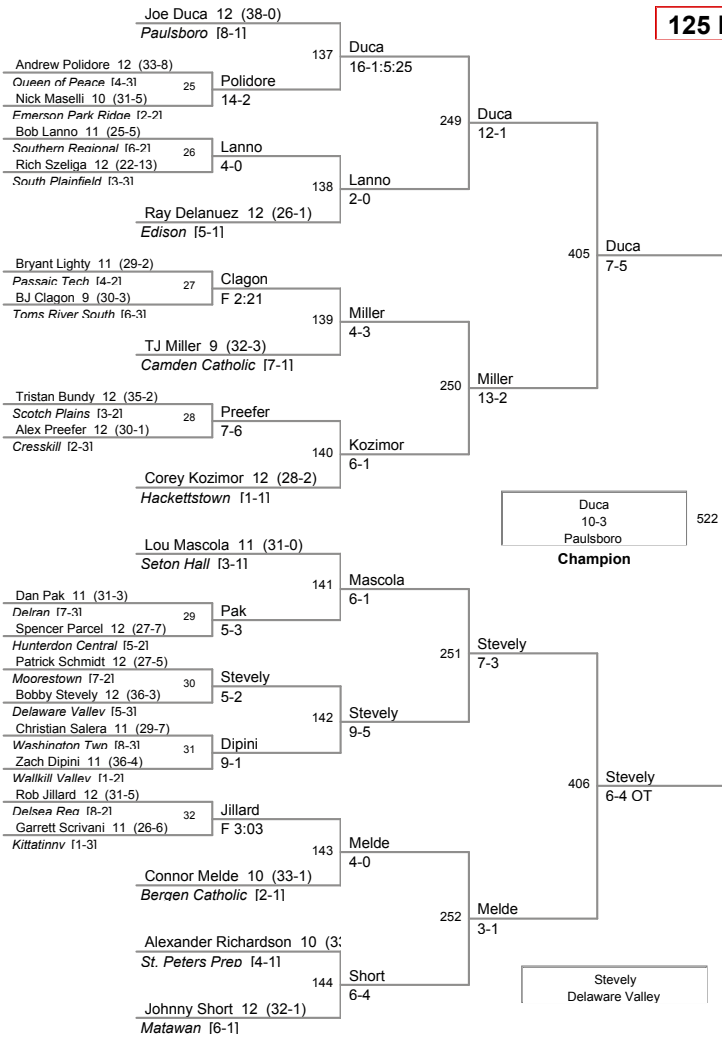 125
Joe Duca 12 (38-0)
Paulsboro [8-1]
137
Duca
16-1:5:25
Andrew Polidore 12 (33-8)
Queen of Peace [4-3]
25
Polidore
14-2
Nick Maselli 10 (31-5)
Emerson Park Ridge [2-2]
249
Duca
12-1
Bob Lanno 11 (25-5)
Southern Regional [6-2]
26
Lanno
4-0
Rich Szeliga 12 (22-13)
South Plainfield [3-3]
138
Lanno
2-0
Ray Delanuez 12 (26-1)
Edison [5-1]
405
Duca
7-5
Bryant Lighty 11 (29-2)
Passaic Tech [4-2]
27
Clagon
F 2:21
BJ Clagon 9 (30-3)
Toms River South [6-3]
139
Miller
4-3
TJ Miller 9 (32-3)
Camden Catholic [7-1]
250
Miller
13-2
Tristan Bundy 12 (35-2)
Scotch Plains [3-2]
28
Preefer
7-6
Alex Preefer 12 (30-1)
Cresskill [2-3]
140
Kozimor
6-1
Corey Kozimor 12 (28-2)
Hackettstown [1-1]
Duca
10-3
Paulsboro
522
Champion
Lou Mascola 11 (31-0)
Seton Hall [3-1]
141
Mascola
6-1
Dan Pak 11 (31-3)
Delran [7-3]
29
Pak
5-3
Spencer Parcel 12 (27-7)
Hunterdon Central [5-2]
251
Stevely
7-3
Patrick Schmidt 12 (27-5)
Moorestown [7-2]
30
Stevely
5-2
Bobby Stevely 12 (36-3)
Delaware Valley [5-3]
142
Stevely
9-5
Christian Salera 11 (29-7)
Washington Twp [8-3]
31
Dipini
9-1
Zach Dipini 11 (36-4)
Wallkill Valley [1-2]
406
Stevely
6-4 OT
Rob Jillard 12 (31-5)
Delsea Reg [8-2]
32
Jillard
F 3:03
Garrett Scrivani 11 (26-6)
Kittatinny [1-3]
143
Melde
4-0
Connor Melde 10 (33-1)
Bergen Catholic [2-1]
252
Melde
3-1
Alexander Richardson 10
St. Peters Prep [4-1]
144
Short
6-4
Johnny Short 12 (32-1)
Matawan [6-1]
Stevely
Delaware Valley